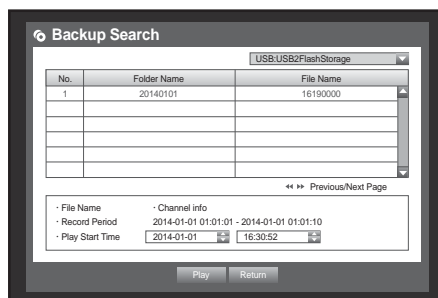 Backup Search
USB:USB2FlashStorage
No. Folder Name File Name
1 20140101 16190000
Previous/Next Page
· File Name · Channel info
· Record Period 2014-01-01 01:01:01 - 2014-01-01 01:01:10
· Play Start Time 2014-01-01 16:30:52
Play Return